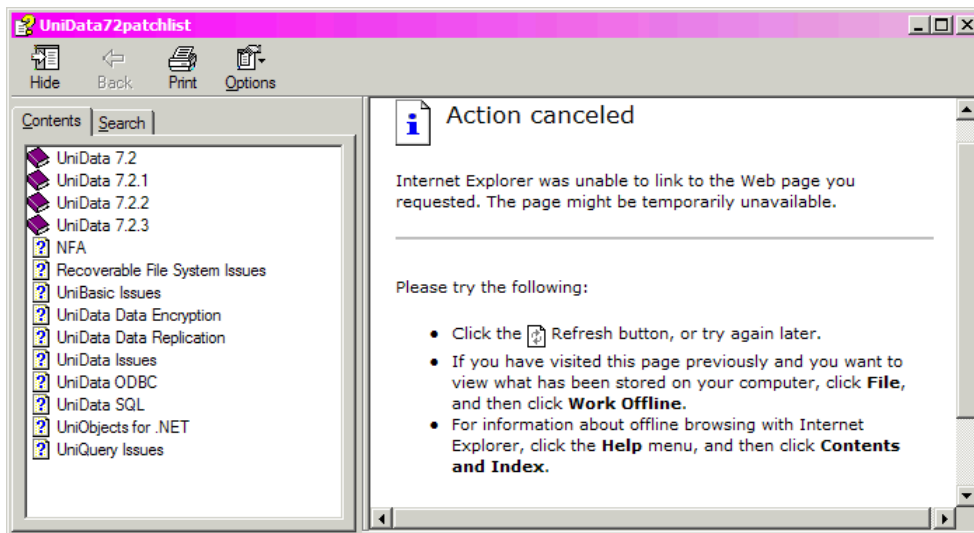 UniData72patchlist
Hide
Back
Print
Options
Contents
Search
UniData 7.2
UniData 7.2.1
UniData 7.2.2
UniData 7.2.3
NFA
Recoverable File System Issues
UniBasic Issues
UniData Data Encryption
UniData Data Replication
UniData Issues
UniData ODBC
UniData SQL
UniObjects for .NET
UniQuery Issues
Action canceled
Internet Explorer was unable to link to the Web page you
requested. The page might be temporarily unavailable.
Please try the following:
Click the Refresh button, or try again later.
If you have visited this page previously and you want to
view what has been stored on your computer, click File,
and then click Work Offline.
For information about offline browsing with Internet
Explorer, click the Help menu, and then click Contents
and Index.